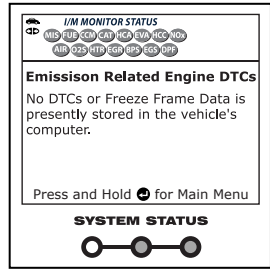 I/M MONITOR STATUS
MIS FUE CCM CAT HCA EVA HCC NOx
AIR O2S HTR EGR BPS EGS DPF
Emissison Related Engine DTCs
No DTCs or Freeze Frame Data is
presently stored in the vehicle's
computer.
Press and Hold for Main Menu
SYSTEM STATUS